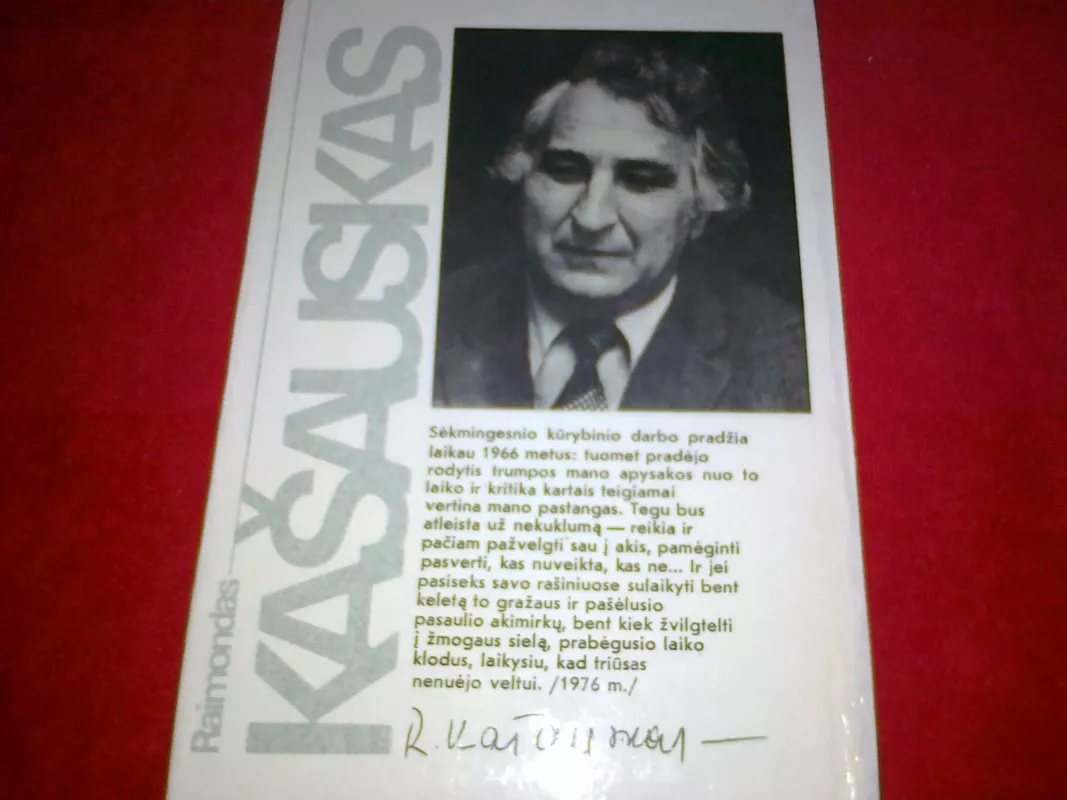 Raimondas
KAŠAUSKAS
Sėkmingesnio kūrybinio darbo pradžia
laikau 1966 metus: tuomet pradėjo
rodytis trumpos mano apysakos nuo to
laiko ir kritika kartais teigiamai
vertina mano pastangas. Tegu bus
atleista už nekuklumą — reikia ir
pačiam pažvelgti sau į akis, pamėginti
pasverti, kas nuveikta, kas ne... Ir jei
pasiseks savo rašiniuose sulaikyti bent
keletą to gražaus ir pašėlusio
pasaulio akimirkų, bent kiek žvilgtelti
į žmogaus sielą, prabėgusio laiko
klodus, laikysiu, kad triūsas
nenuėjo veltui. /1976 m./
R. Kašauskas —